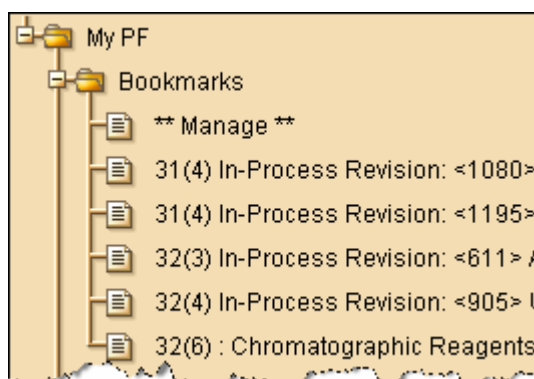 My PF
Bookmarks
** Manage **
31(4) In-Process Revision: <1080>
31(4) In-Process Revision: <1195>
32(3) In-Process Revision: <611>
32(4) In-Process Revision: <905>
32(6) : Chromatographic Reagents